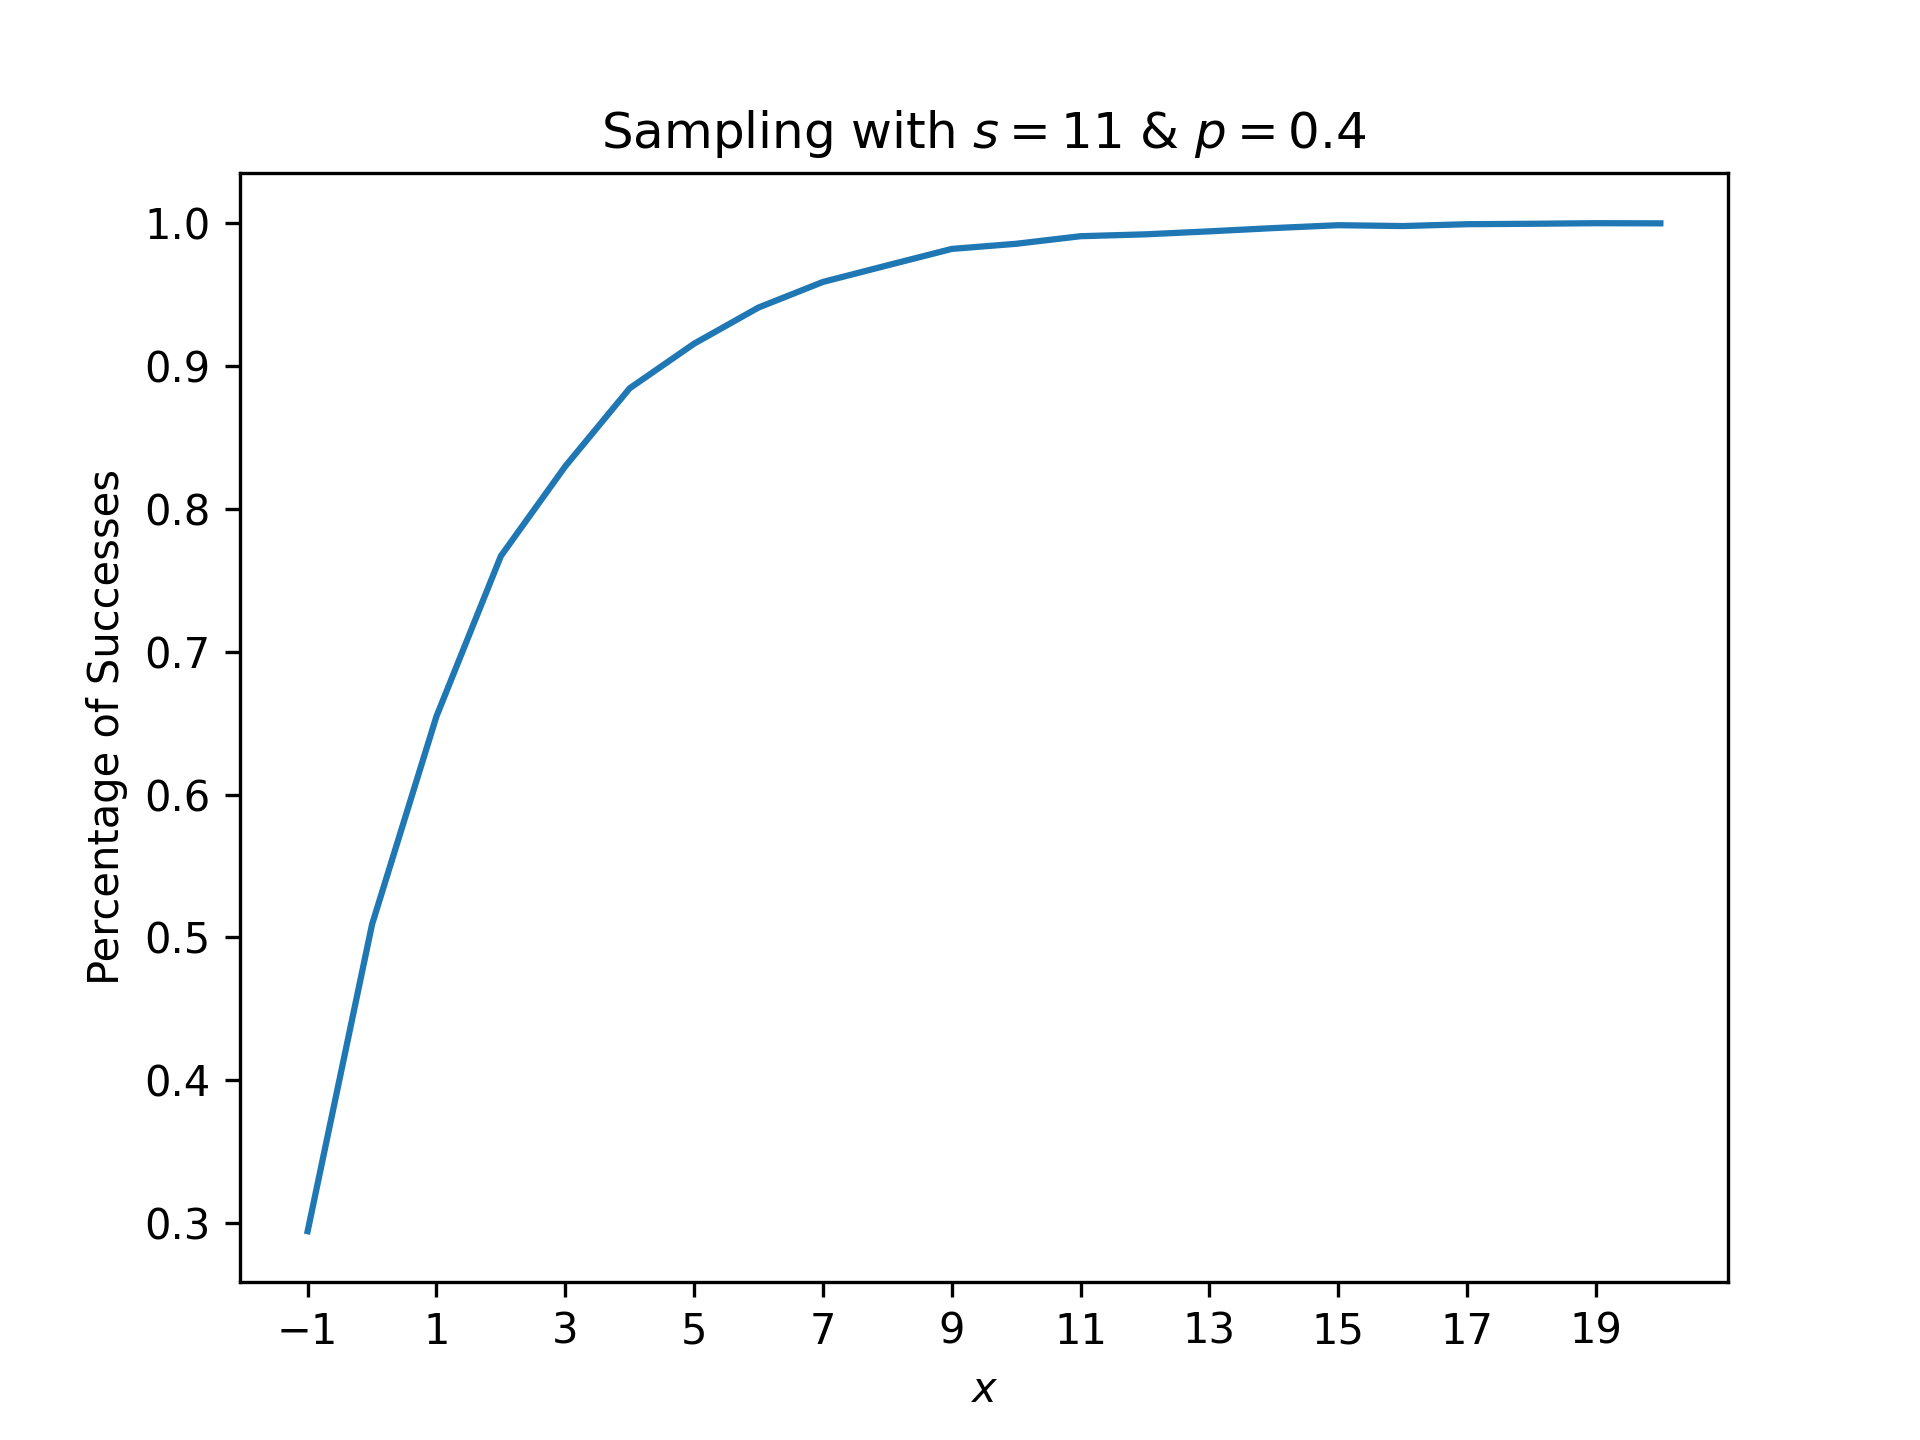 Sampling with s = 11 & p = 0.4
1.0
0.9
0.8
0.7
0.6
0.5
0.4
0.3
Percentage of Successes
−1 1 3 5 7 9 11 13 15 17 19
x